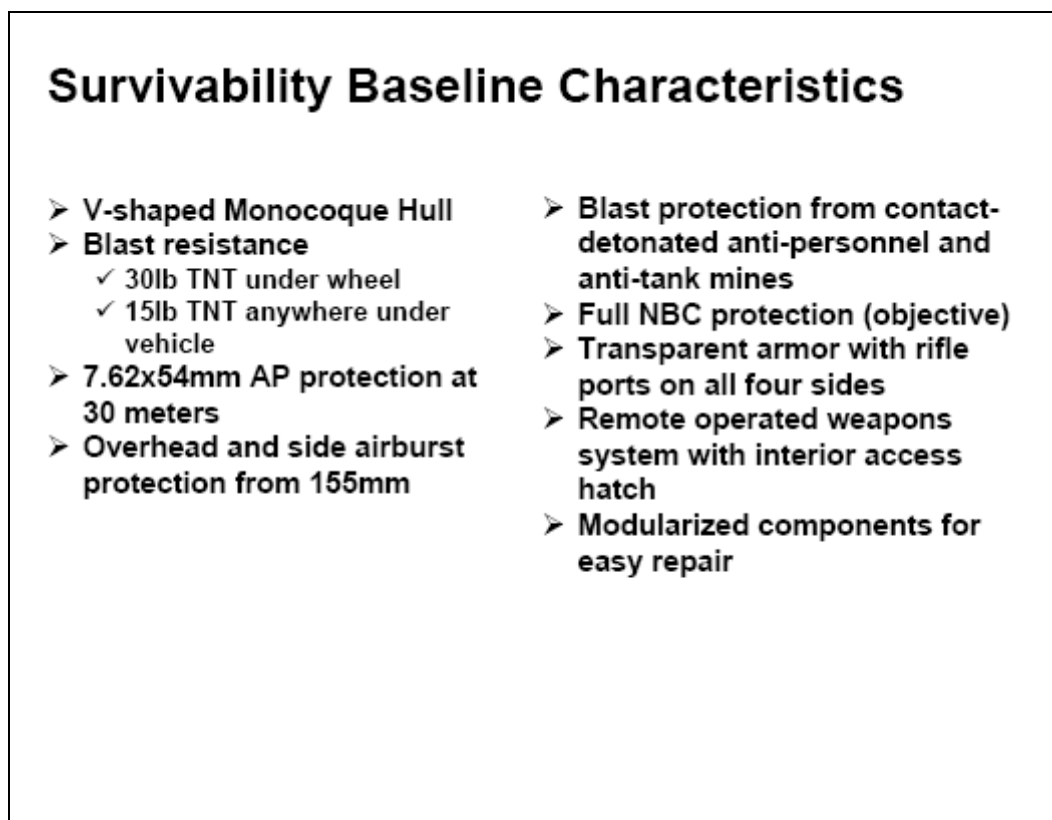 Survivability Baseline Characteristics
➢ V-shaped Monocoque Hull
➢ Blast resistance
✓ 30lb TNT under wheel
✓ 15lb TNT anywhere under
vehicle
➢ 7.62x54mm AP protection at
30 meters
➢ Overhead and side airburst
protection from 155mm
➢ Blast protection from contact-
detonated anti-personnel and
anti-tank mines
➢ Full NBC protection (objective)
➢ Transparent armor with rifle
ports on all four sides
➢ Remote operated weapons
system with interior access
hatch
➢ Modularized components for
easy repair